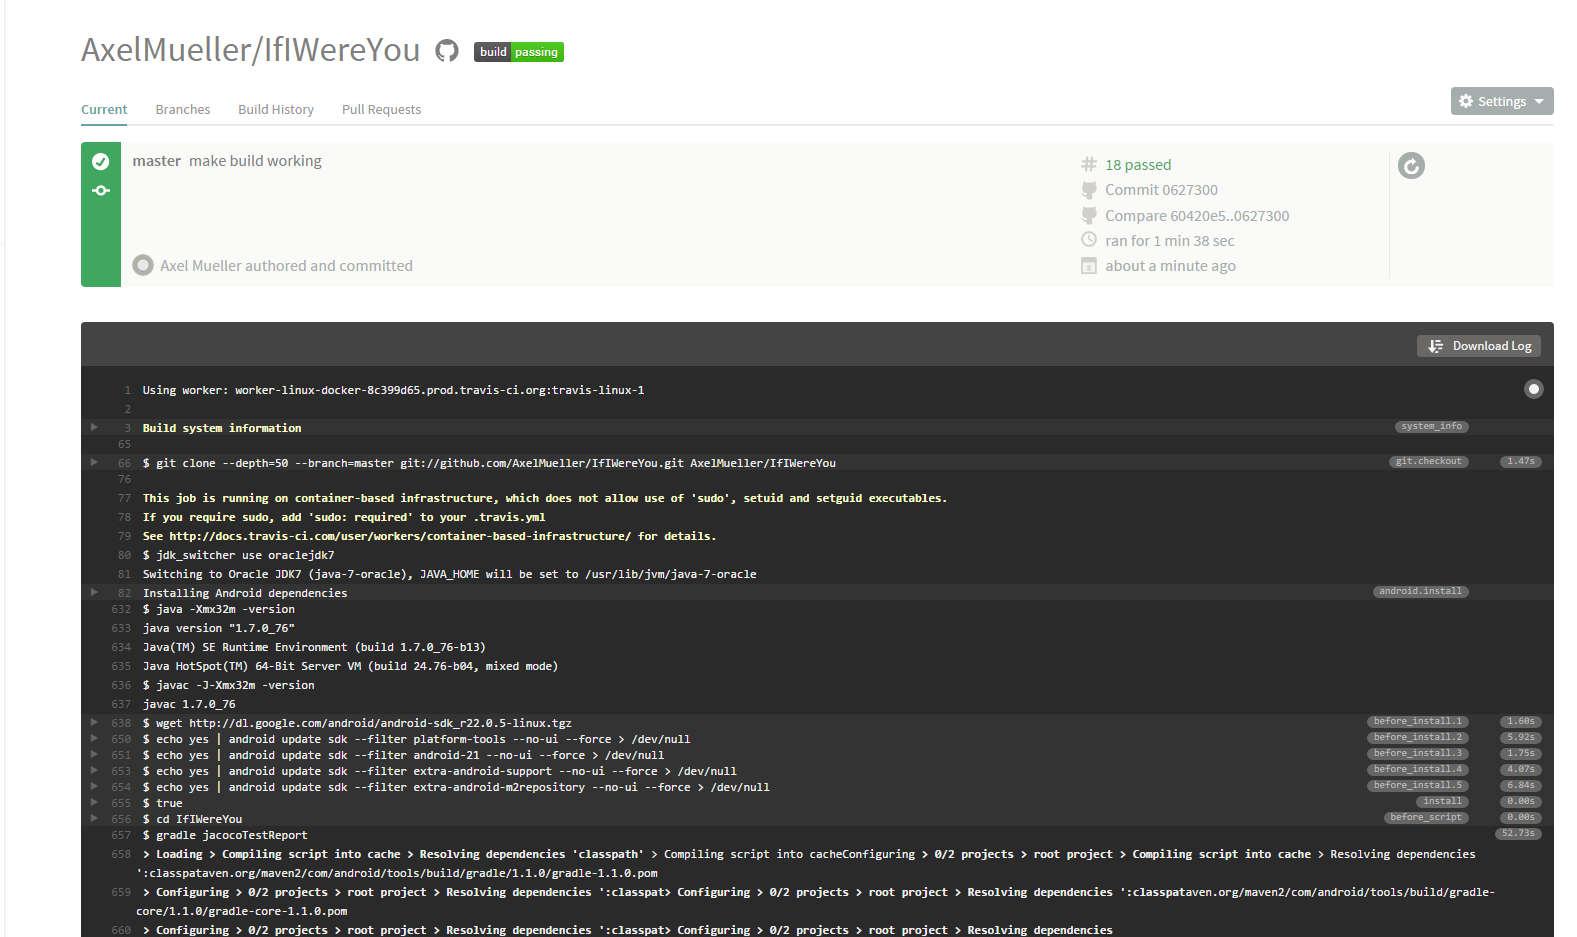 AxelMueller/IfIWereYou build passing
Current Branches Build History Pull Requests
Settings
master make build working
18 passed
Commit 0627300
Compare 60420e5..0627300
ran for 1 min 38 sec
Axel Mueller authored and committed
about a minute ago
Download Log
1 Using worker: worker-linux-docker-8c399d65.prod.travis-ci.org:travis-linux-1
2
3 Build system information system_info
65
66 $ git clone --depth=50 --branch=master git://github.com/AxelMueller/IfIWereYou.git AxelMueller/IfIWereYou git.checkout 1.47s
76
77 This job is running on container-based infrastructure, which does not allow use of 'sudo', setuid and setguid executables.
78 If you require sudo, add 'sudo: required' to your .travis.yml
79 See http://docs.travis-ci.com/user/workers/container-based-infrastructure/ for details.
80 $ jdk_switcher use oraclejdk7
81 Switching to Oracle JDK7 (java-7-oracle), JAVA_HOME will be set to /usr/lib/jvm/java-7-oracle
82 Installing Android dependencies android.install
632 $ java -Xmx32m -version
633 java version "1.7.0_76"
634 Java(TM) SE Runtime Environment (build 1.7.0_76-b13)
635 Java HotSpot(TM) 64-Bit Server VM (build 24.76-b04, mixed mode)
636 $ javac -J-Xmx32m -version
637 javac 1.7.0_76
638 $ wget http://dl.google.com/android/android-sdk_r22.0.5-linux.tgz before_install.1 1.60s
650 $ echo yes | android update sdk --filter platform-tools --no-ui --force > /dev/null before_install.2 5.92s
651 $ echo yes | android update sdk --filter android-21 --no-ui --force > /dev/null before_install.3 1.75s
653 $ echo yes | android update sdk --filter extra-android-support --no-ui --force > /dev/null before_install.4 4.07s
654 $ echo yes | android update sdk --filter extra-android-m2repository --no-ui --force > /dev/null before_install.5 6.84s
655 $ true install 0.00s
656 $ cd IfIWereYou before_script 0.00s
657 $ gradle jacocoTestReport 52.73s
658 > Loading > Compiling script into cache > Resolving dependencies 'classpath' > Compiling script into cacheConfiguring > 0/2 projects > root project > Compiling script into cache > Resolving dependencies
':classpataven.org/maven2/com/android/tools/build/gradle/1.1.0/gradle-1.1.0.pom
659 > Configuring > 0/2 projects > root project > Resolving dependencies ':classpat> Configuring > 0/2 projects > root project > Resolving dependencies ':classpataven.org/maven2/com/android/tools/build/gradle-
core/1.1.0/gradle-core-1.1.0.pom
660 > Configuring > 0/2 projects > root project > Resolving dependencies ':classpat> Configuring > 0/2 projects > root project > Resolving dependencies